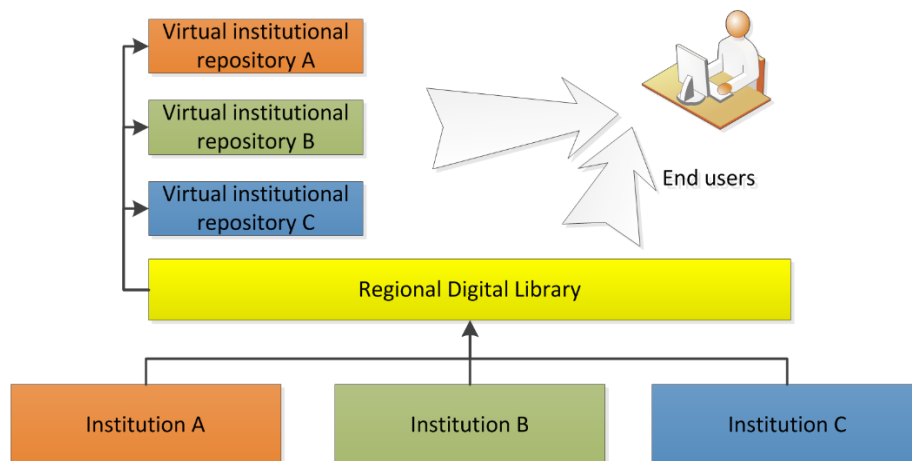 Virtual institutional
repository A
Virtual institutional
repository B
Virtual institutional
repository C
End users
Regional Digital Library
Institution A
Institution B
Institution C